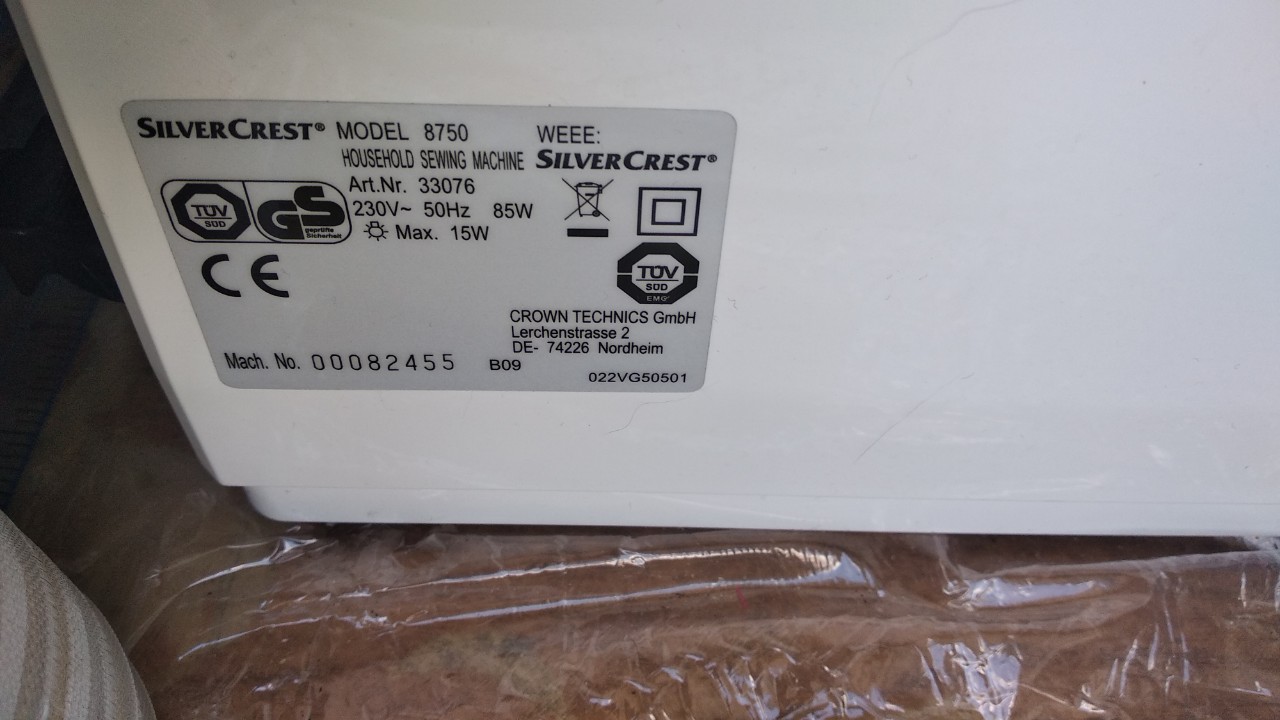 SILVERCREST® MODEL 8750
HOUSEHOLD SEWING MACHINE
WEEE:
SILVERCREST®
Art.Nr. 33076
230V~ 50Hz 85W
Max. 15W
TÜV
SÜD
GS
geprüfte
Sicherheit
CE
TÜV
SÜD
EMG
CROWN TECHNICS GmbH
Lerchenstrasse 2
DE- 74226 Nordheim
Mach. No. 00082455 B09
022VG50501